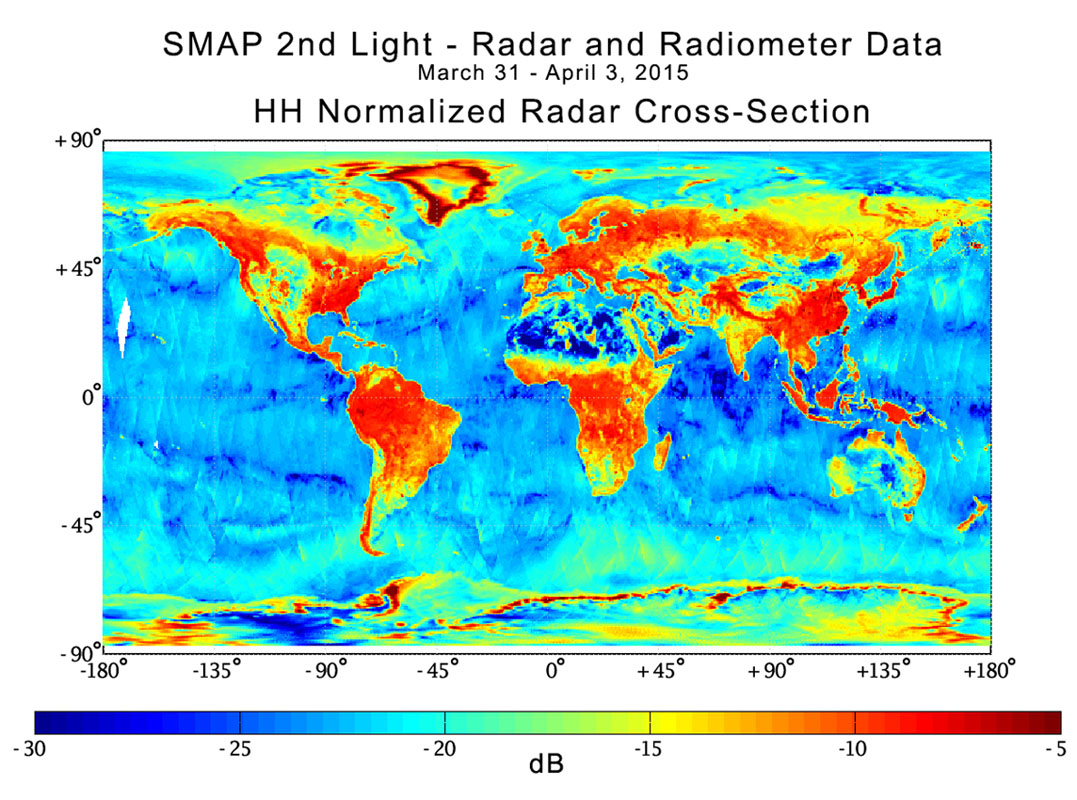 SMAP 2nd Light - Radar and Radiometer Data
March 31 - April 3, 2015
HH Normalized Radar Cross-Section
+90°
+45°
0°
-45°
-90°
-180° -135° -90° -45° 0° +45° +90° +135° +180°
-30 -25 -20 -15 -10 -5
dB